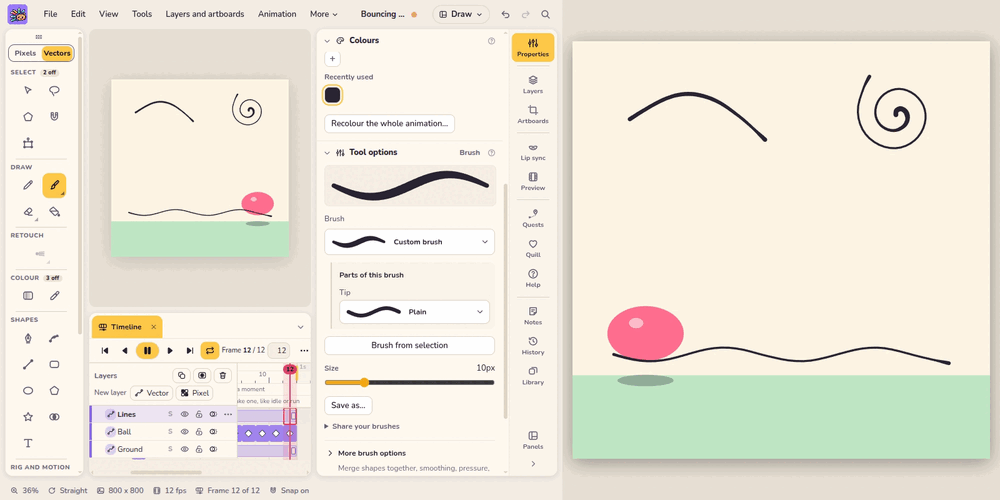 File Edit View Tools Layers and artboards Animation More Bouncing ... Draw
Pixels Vectors
SELECT 2 off
DRAW
RETOUCH
COLOUR 3 off
SHAPES
RIG AND MOTION
Timeline
Frame 12 / 12 12
Layers
10
12
1s
New layer Vector Pixel
Lines S
Ball S
Ground S
Colours
Recently used
Recolour the whole animation...
Tool options Brush
Brush
Custom brush
Parts of this brush
Tip
Plain
Brush from selection
Size 10px
Save as...
Share your brushes
More brush options
Merge shapes together, smoothing, pressure,
Properties
Layers
Artboards
Lip sync
Preview
Quests
Quill
Help
Notes
History
Library
Panels
36% Straight 800 x 800 12 fps Frame 12 of 12 Snap on